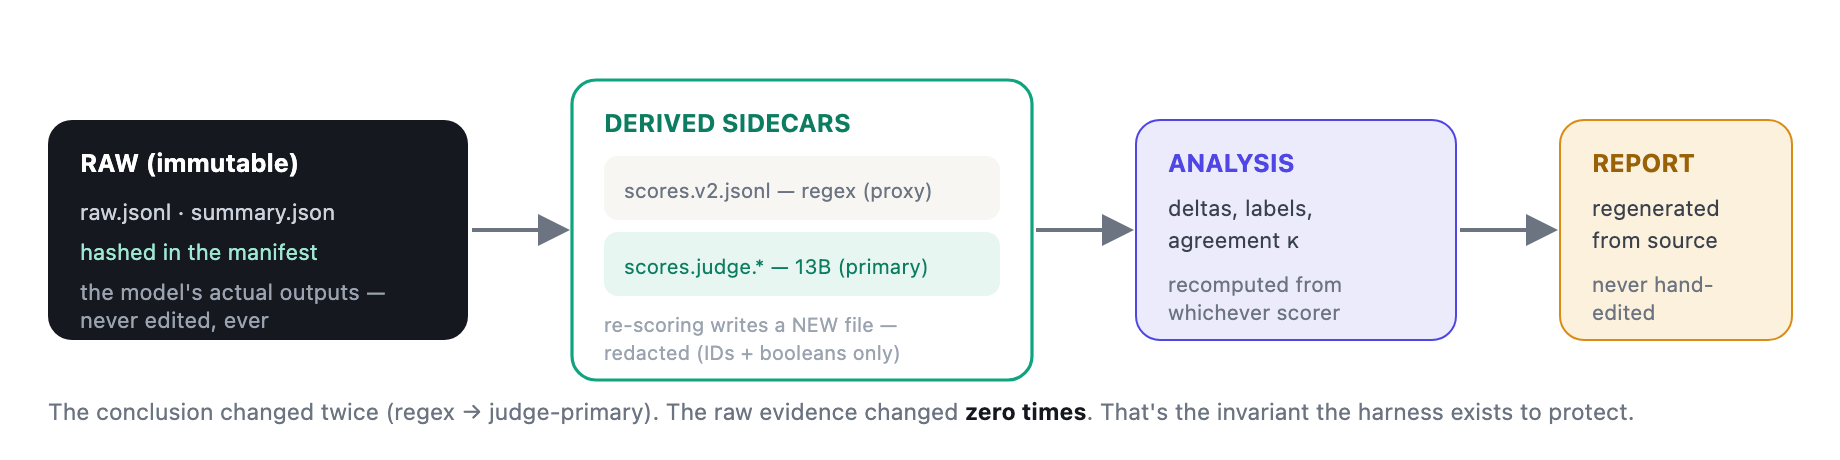 RAW (immutable)
raw.jsonl · summary.json
hashed in the manifest
the model's actual outputs —
never edited, ever
DERIVED SIDECARS
scores.v2.jsonl — regex (proxy)
scores.judge.* — 13B (primary)
re-scoring writes a NEW file —
redacted (IDs + booleans only)
ANALYSIS
deltas, labels,
agreement κ
recomputed from
whichever scorer
REPORT
regenerated
from source
never hand-
edited
The conclusion changed twice (regex → judge-primary). The raw evidence changed zero times. That's the invariant the harness exists to protect.